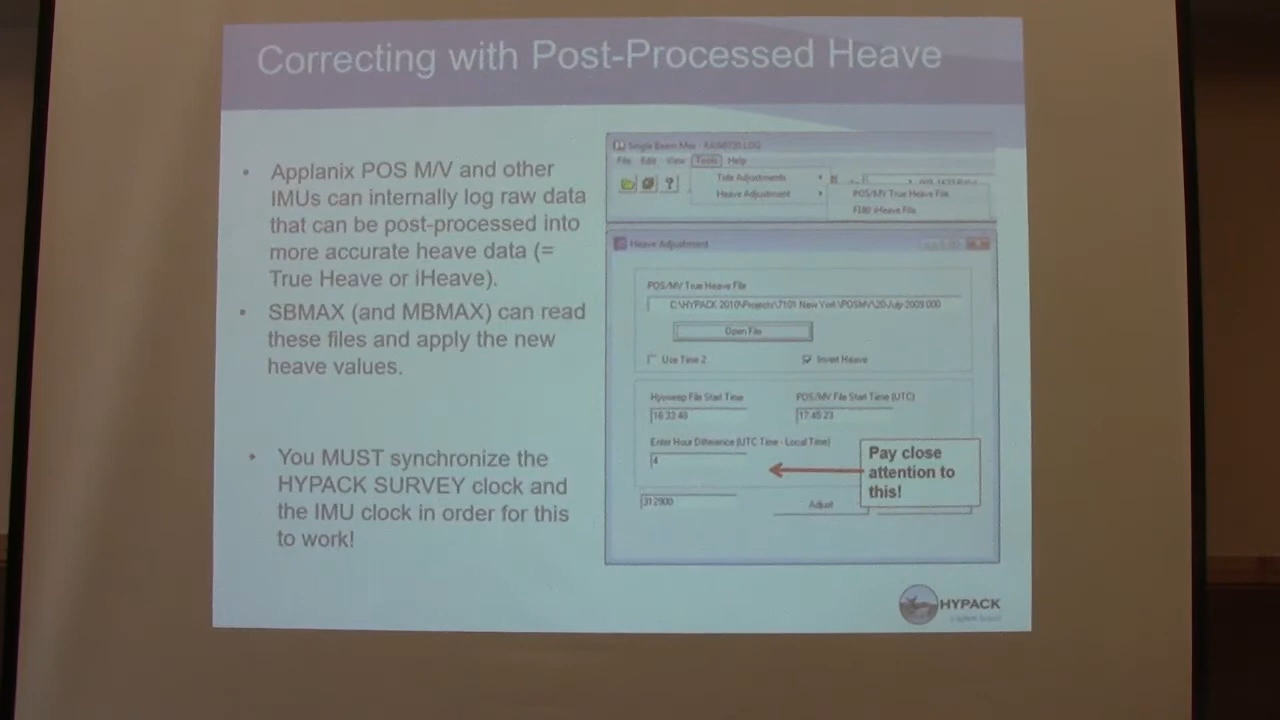 Correcting with Post-Processed Heave
• Applanix POS M/V and other
IMUs can internally log raw data
that can be post-processed into
more accurate heave data (=
True Heave or iHeave).
• SBMAX (and MBMAX) can read
these files and apply the new
heave values.
• You MUST synchronize the
HYPACK SURVEY clock and
the IMU clock in order for this
to work!
Single Beam Max
File Edit View Tools Help
Tide Adjustments
Heave Adjustment
POS/MV True Heave File
F180 iHeave File
Heave Adjustment
POS/MV True Heave File
C:\HYPACK 2010\Projects\7101 New York\POSMV\20-July-2009.000
Open File
Use Time 2
Invert Heave
Hysweep File Start Time
POS/MV File Start Time (UTC)
16:33:48
17:45:23
Enter Hour Difference (UTC Time - Local Time)
4
312900
Adjust
Pay close
attention to
this!
HYPACK